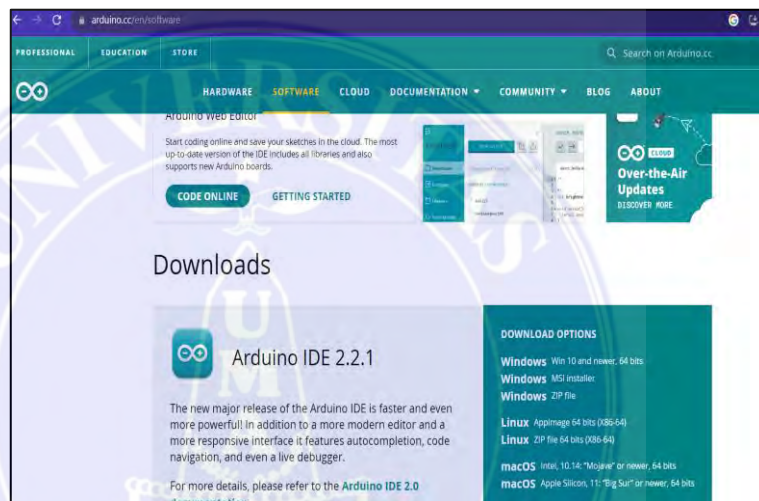 arduino.cc/en/software
PROFESSIONAL EDUCATION STORE
Search on Arduino.cc
HARDWARE SOFTWARE CLOUD DOCUMENTATION COMMUNITY BLOG ABOUT
Arduino Web Editor
Start coding online and save your sketches in the cloud. The most
up-to-date version of the IDE includes all libraries and also
supports new Arduino boards.
CODE ONLINE GETTING STARTED
CLOUD
Over-the-Air
Updates
DISCOVER MORE
Downloads
Arduino IDE 2.2.1
The new major release of the Arduino IDE is faster and even
more powerful! In addition to a more modern editor and a
more responsive interface it features autocompletion, code
navigation, and even a live debugger.
For more details, please refer to the Arduino IDE 2.0
DOWNLOAD OPTIONS
Windows Win 10 and newer, 64 bits
Windows MSI installer
Windows ZIP file
Linux AppImage 64 bits (X86-64)
Linux ZIP file 64 bits (X86-64)
macOS Intel, 10.14: "Mojave" or newer, 64 bits
macOS Apple Silicon, 11: "Big Sur" or newer, 64 bits